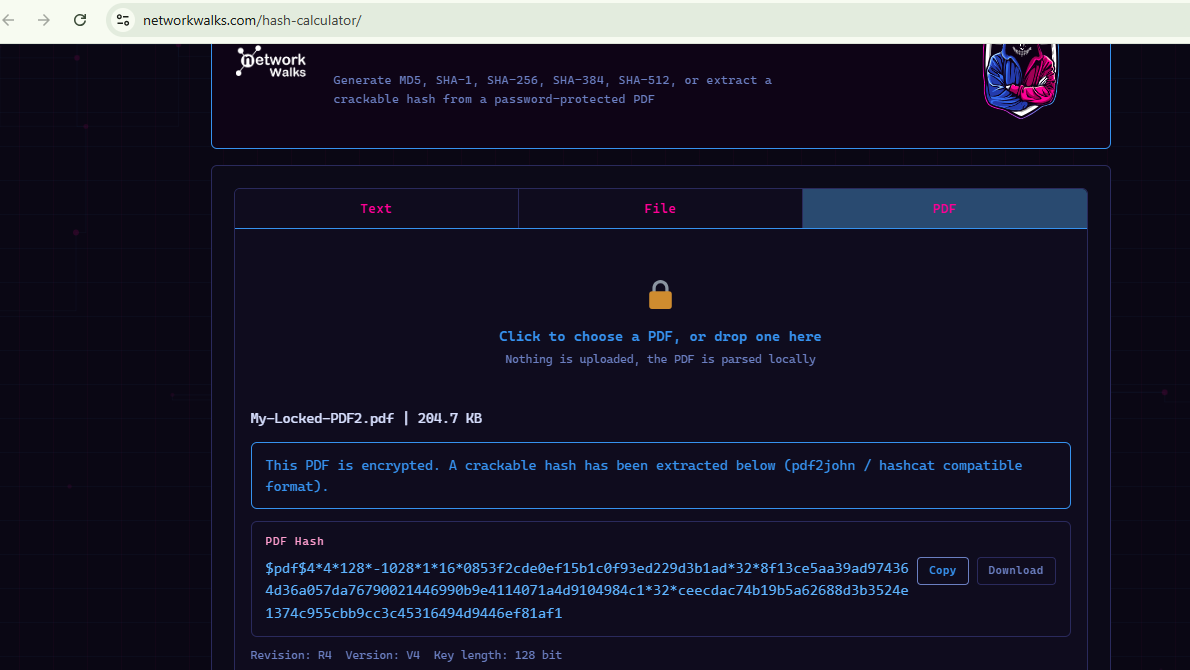 networkwalks.com/hash-calculator/
network
Walks
Generate MD5, SHA-1, SHA-256, SHA-384, SHA-512, or extract a
crackable hash from a password-protected PDF
Text
File
PDF
Click to choose a PDF, or drop one here
Nothing is uploaded, the PDF is parsed locally
My-Locked-PDF2.pdf | 204.7 KB
This PDF is encrypted. A crackable hash has been extracted below (pdf2john / hashcat compatible
format).
PDF Hash
$pdf$4*4*128*-1028*1*16*0853f2cde0ef15b1c0f93ed229d3b1ad*32*8f13ce5aa39ad97436
4d36a057da76790021446990b9e4114071a4d9104984c1*32*ceecdac74b19b5a62688d3b3524e
1374c955cbb9cc3c45316494d9446ef81af1
Copy
Download
Revision: R4 Version: V4 Key length: 128 bit